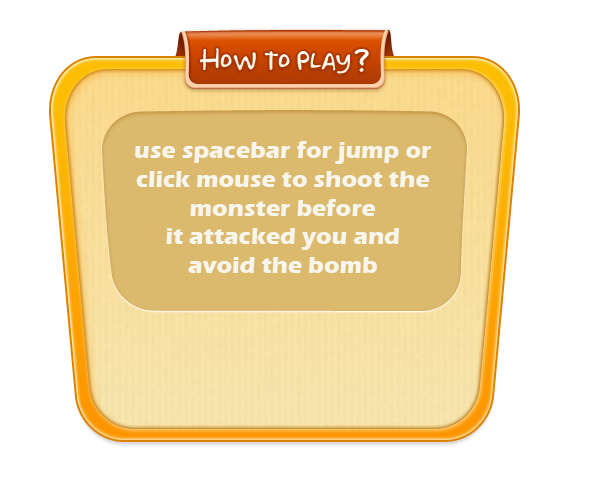 How to play?
use spacebar for jump or
click mouse to shoot the
monster before
it attacked you and
avoid the bomb